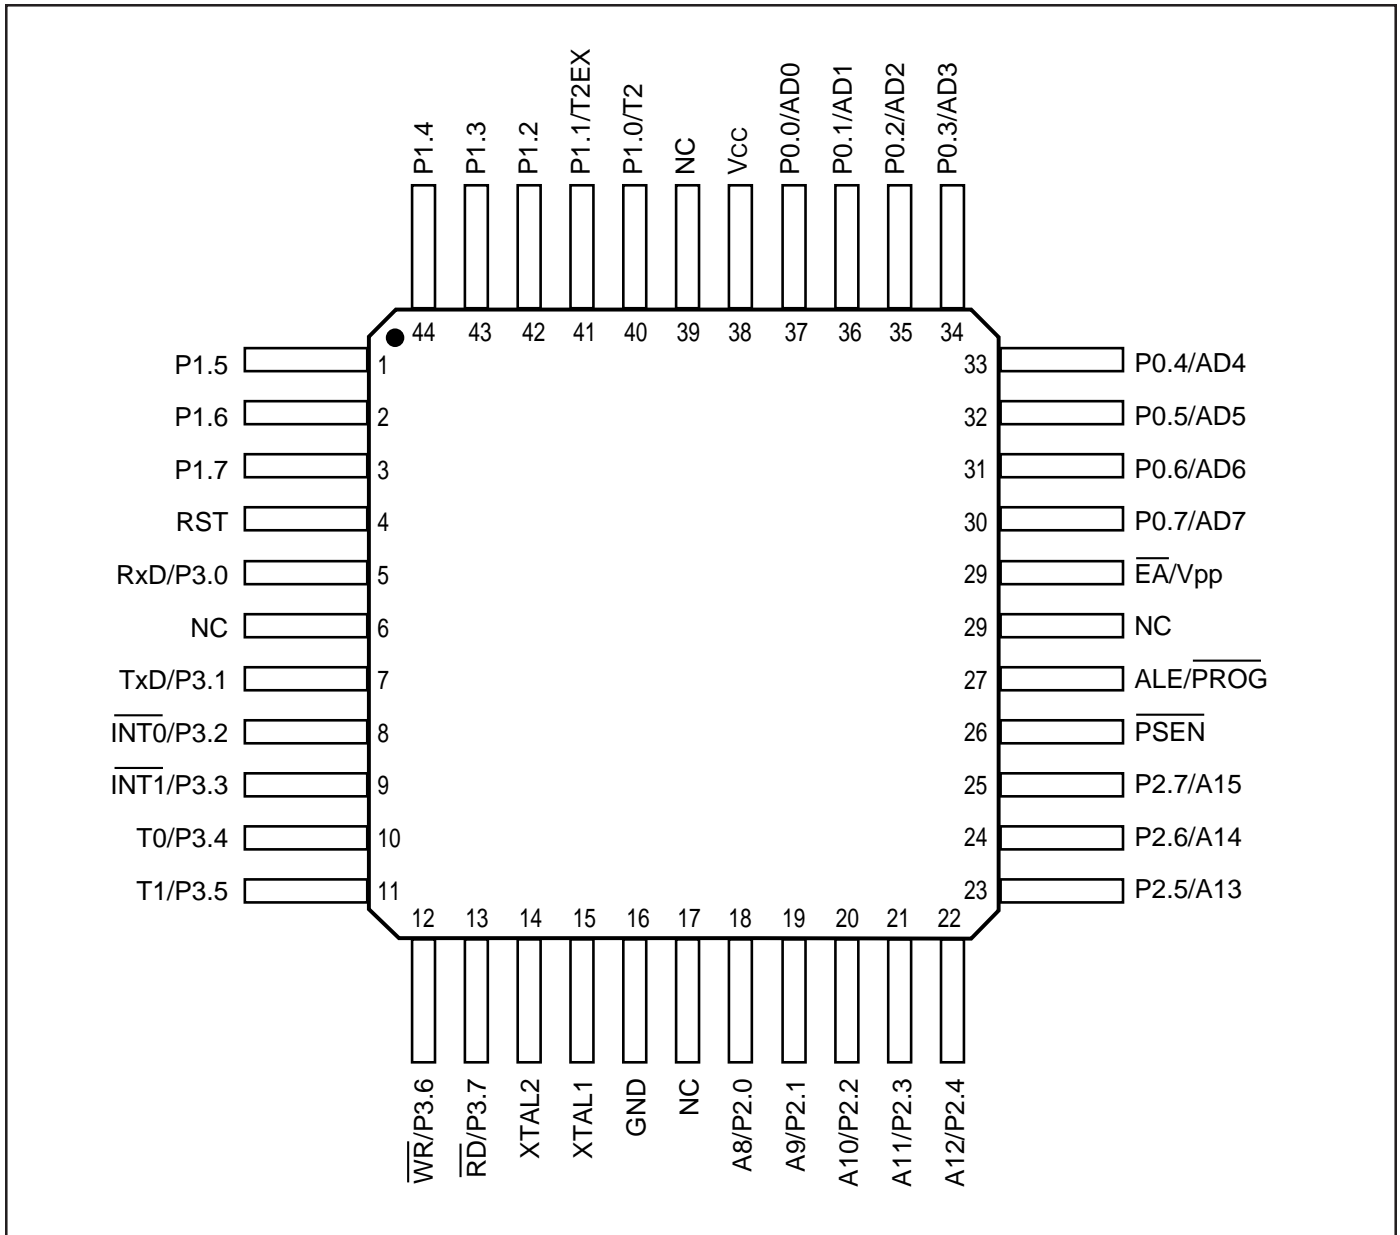 P1.4
P1.3
P1.2
P1.1/T2EX
P1.0/T2
NC
VCC
P0.0/AD0
P0.1/AD1
P0.2/AD2
P0.3/AD3
44 43 42 41 40 39 38 37 36 35 34
P1.5 1 33 P0.4/AD4
P1.6 2 32 P0.5/AD5
P1.7 3 31 P0.6/AD6
RST 4 30 P0.7/AD7
RxD/P3.0 5 29 E̅A̅/Vpp
NC 6 29 NC
TxD/P3.1 7 27 ALE/P̅R̅O̅G̅
I̅N̅T̅0̅/P3.2 8 26 P̅S̅E̅N̅
I̅N̅T̅1̅/P3.3 9 25 P2.7/A15
T0/P3.4 10 24 P2.6/A14
T1/P3.5 11 23 P2.5/A13
12 13 14 15 16 17 18 19 20 21 22
W̅R̅/P3.6
R̅D̅/P3.7
XTAL2
XTAL1
GND
NC
A8/P2.0
A9/P2.1
A10/P2.2
A11/P2.3
A12/P2.4